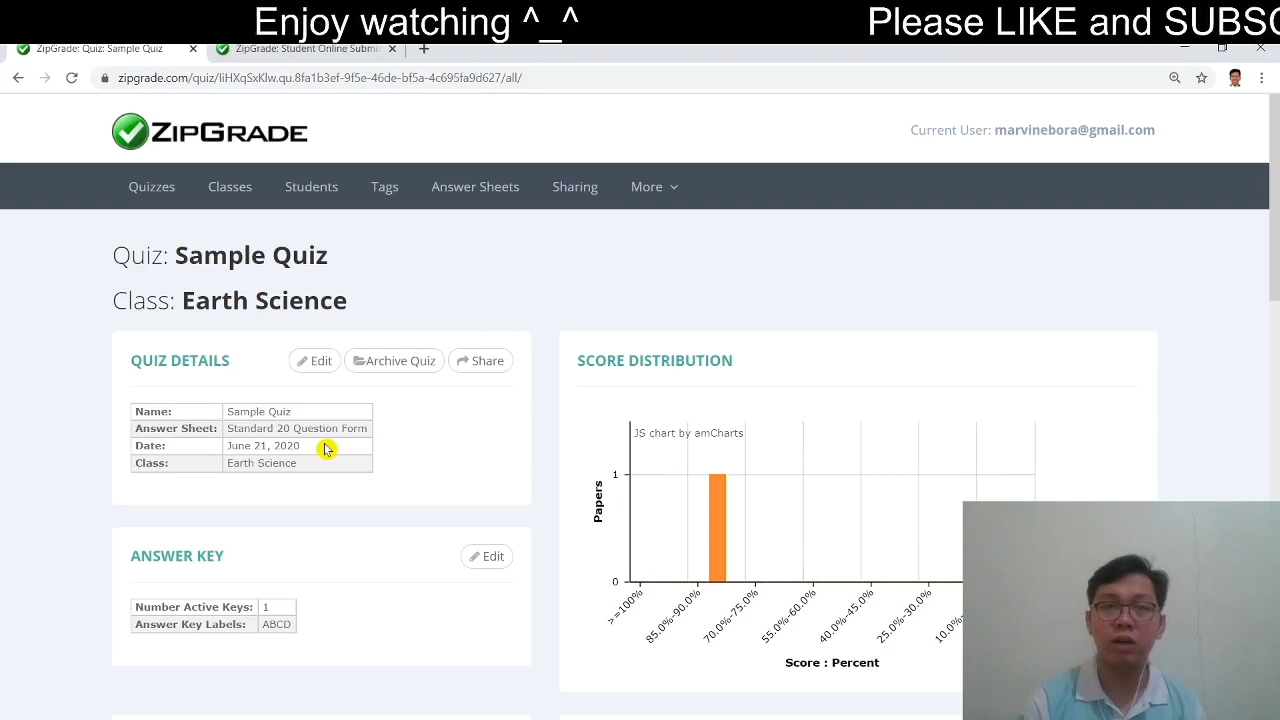 Enjoy watching ^_^
Please LIKE and SUBSC
ZipGrade: Quiz: Sample Quiz
ZipGrade: Student Online Submi
zipgrade.com/quiz/liHXqSxKlw.qu.8fa1b3ef-9f5e-46de-bf5a-4c695fa9d627/all/
ZIPGRADE
Current User: marvinebora@gmail.com
Quizzes
Classes
Students
Tags
Answer Sheets
Sharing
More
Quiz: Sample Quiz
Class: Earth Science
QUIZ DETAILS
Edit
Archive Quiz
Share
Name: Sample Quiz
Answer Sheet: Standard 20 Question Form
Date: June 21, 2020
Class: Earth Science
ANSWER KEY
Edit
Number Active Keys: 1
Answer Key Labels: ABCD
SCORE DISTRIBUTION
JS chart by amCharts
Papers
1
0
>=100%
85.0%-90.0%
70.0%-75.0%
55.0%-60.0%
40.0%-45.0%
25.0%-30.0%
10.0%-
Score : Percent